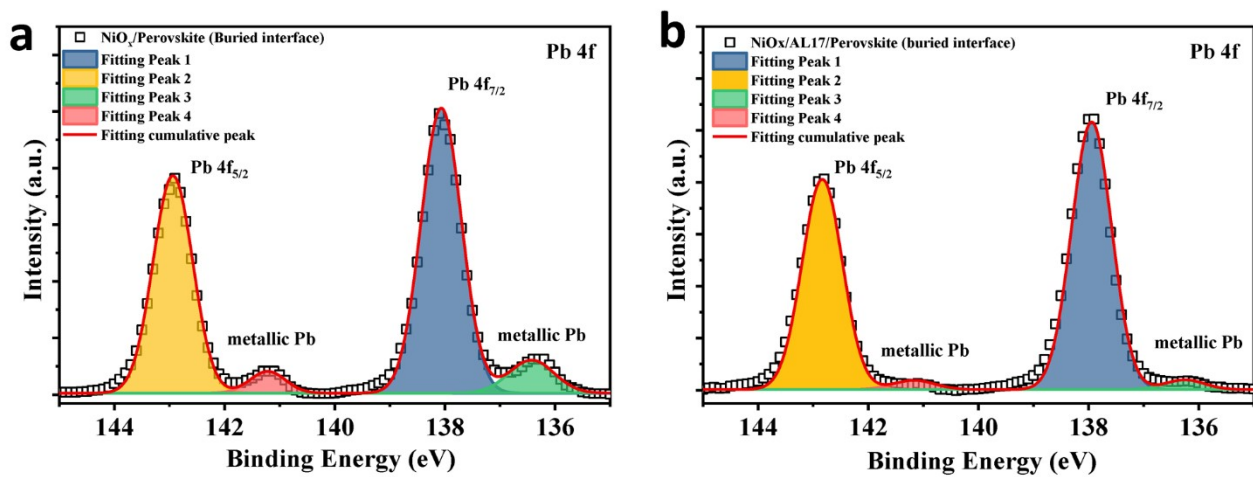 a
NiOₓ/Perovskite (Buried interface)
Fitting Peak 1
Fitting Peak 2
Fitting Peak 3
Fitting Peak 4
Fitting cumulative peak
Pb 4f
Pb 4f₇/₂
Pb 4f₅/₂
metallic Pb
metallic Pb
Intensity (a.u.)
144 142 140 138 136
Binding Energy (eV)
b
NiOx/AL17/Perovskite (buried interface)
Fitting Peak 1
Fitting Peak 2
Fitting Peak 3
Fitting Peak 4
Fitting cumulative peak
Pb 4f
Pb 4f₇/₂
Pb 4f₅/₂
metallic Pb
metallic Pb
Intensity (a.u.)
144 142 140 138 136
Binding Energy (eV)